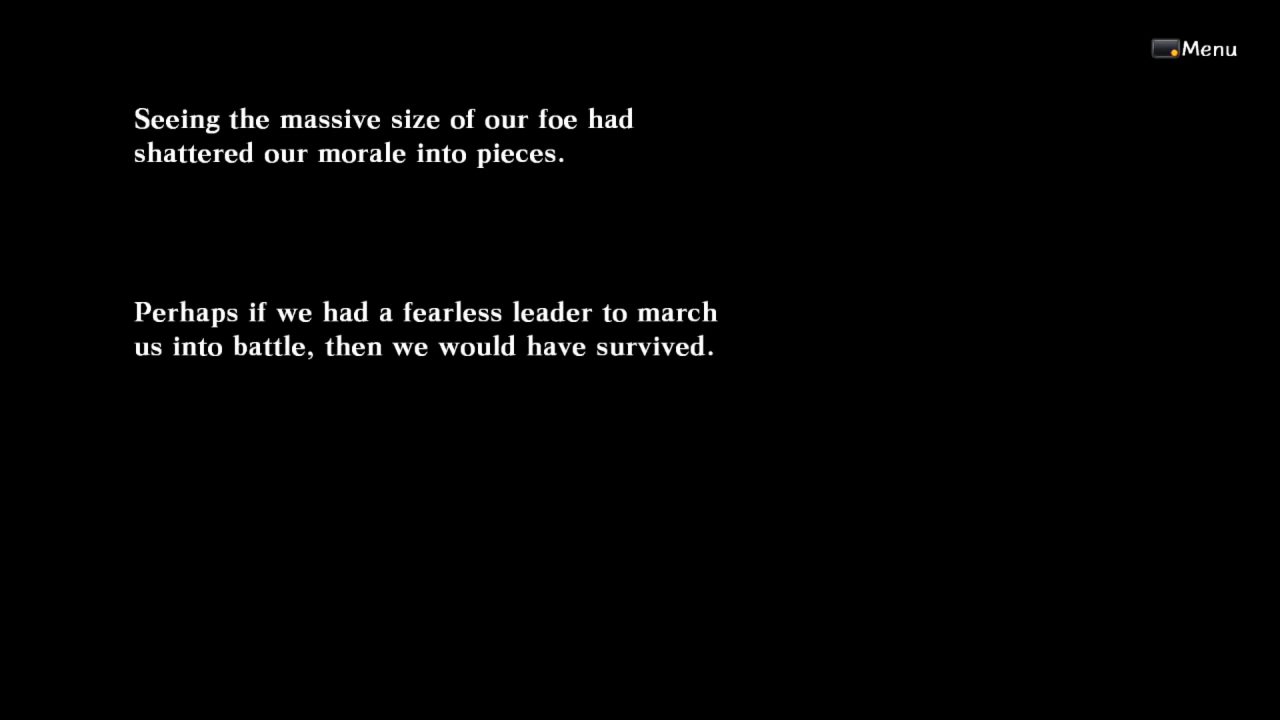 Menu
Seeing the massive size of our foe had
shattered our morale into pieces.
Perhaps if we had a fearless leader to march
us into battle, then we would have survived.